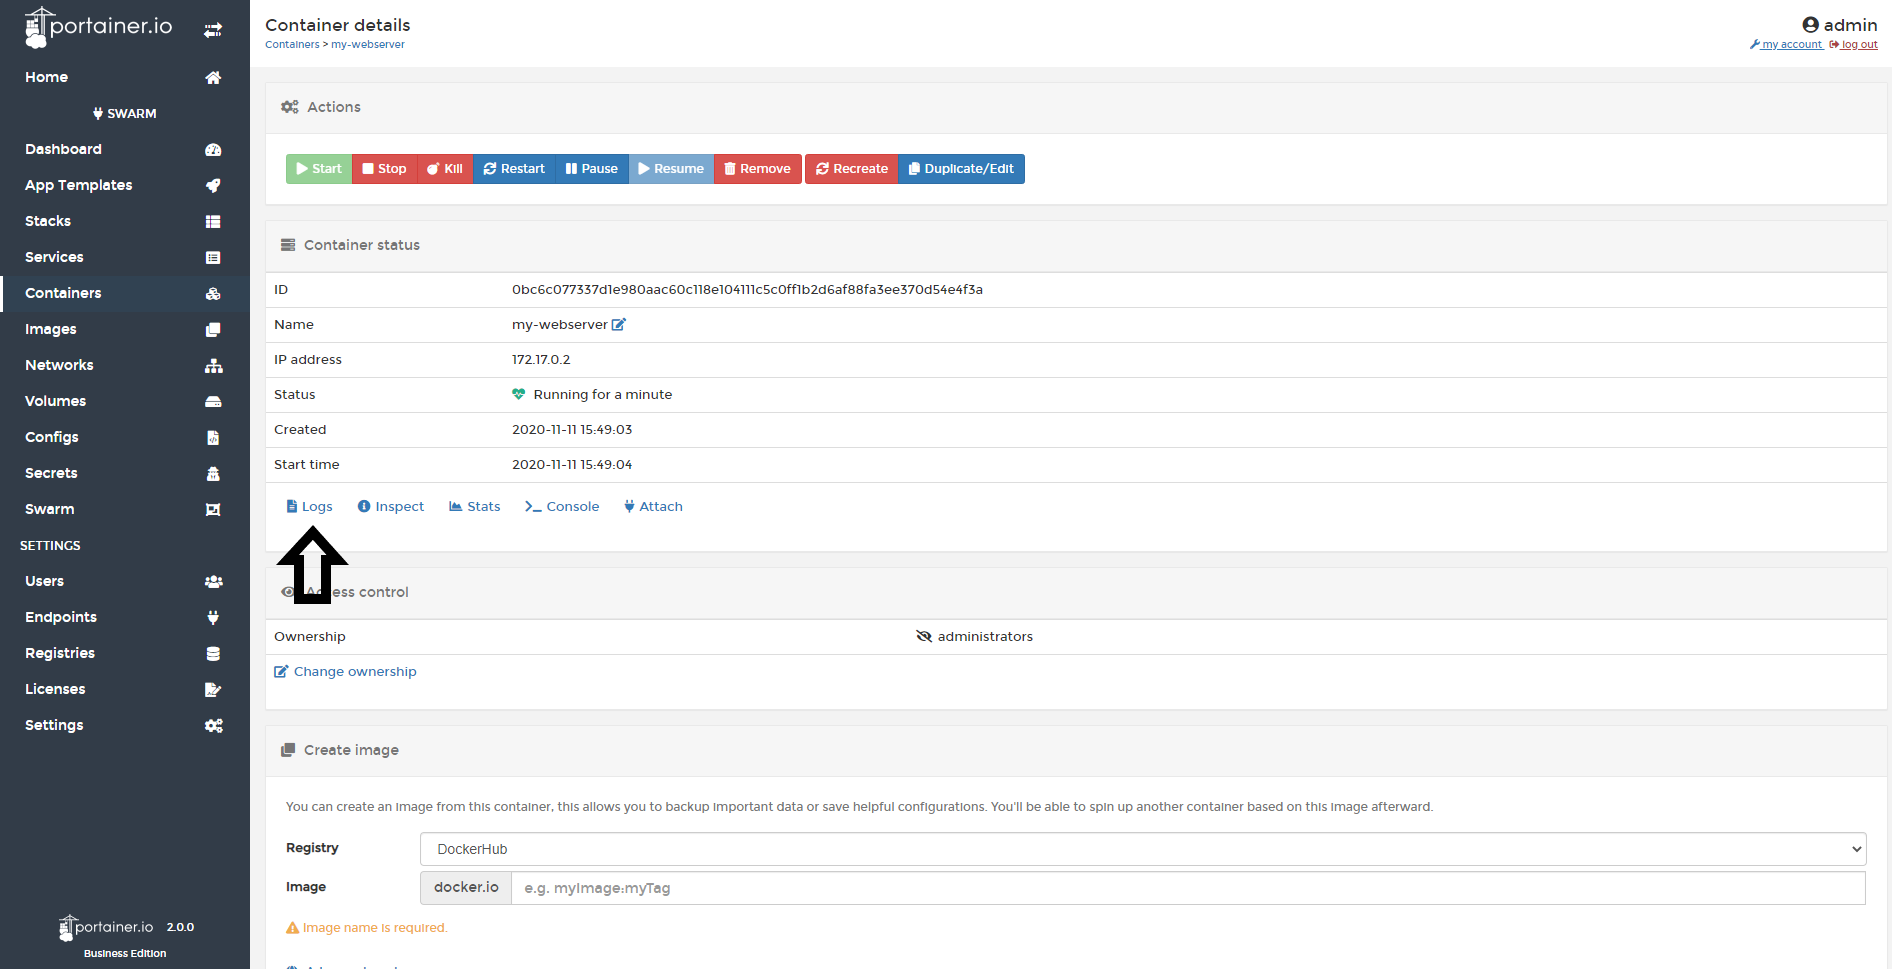 portainer.io
Home
SWARM
Dashboard
App Templates
Stacks
Services
Containers
Images
Networks
Volumes
Configs
Secrets
Swarm
SETTINGS
Users
Endpoints
Registries
Licenses
Settings
portainer.io 2.0.0
Business Edition
Container details
Containers > my-webserver
admin
my account log out
Actions
Start Stop Kill Restart Pause Resume Remove Recreate Duplicate/Edit
Container status
ID 0bc6c077337d1e980aac60c118e104111c5c0ff1b2d6af88fa3ee370d54e4f3a
Name my-webserver
IP address 172.17.0.2
Status Running for a minute
Created 2020-11-11 15:49:03
Start time 2020-11-11 15:49:04
Logs Inspect Stats Console Attach
Access control
Ownership administrators
Change ownership
Create image
You can create an image from this container, this allows you to backup important data or save helpful configurations. You'll be able to spin up another container based on this image afterward.
Registry DockerHub
Image docker.io e.g. myImage:myTag
Image name is required.